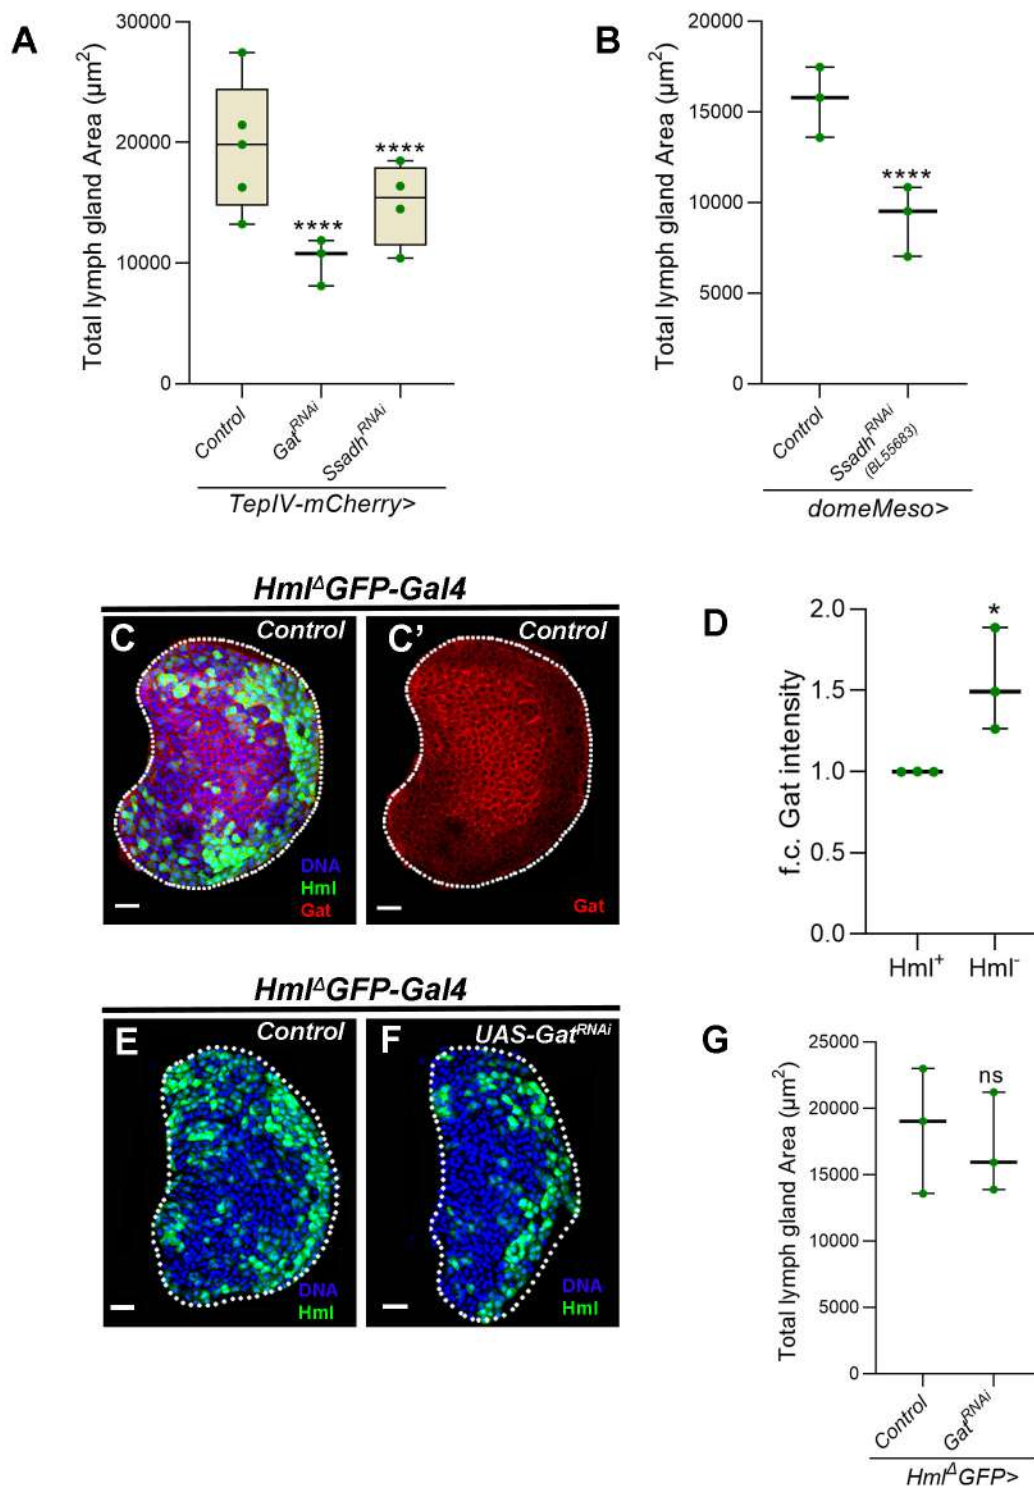 A
Total lymph gland Area (µm²)
30000
20000
10000
0
****
****
Control
Gat^RNAi
Ssadh^RNAi
TepIV-mCherry>
B
Total lymph gland Area (µm²)
20000
15000
10000
5000
0
****
Control
Ssadh^RNAi
(BL55683)
domeMeso>
Hml^ΔGFP-Gal4
C
Control
DNA
Hml
Gat
C'
Control
Gat
D
f.c. Gat intensity
2.0
1.5
1.0
0.5
0.0
*
Hml⁺
Hml⁻
Hml^ΔGFP-Gal4
E
Control
DNA
Hml
F
UAS-Gat^RNAi
DNA
Hml
G
Total lymph gland Area (µm²)
25000
20000
15000
10000
5000
0
ns
Control
Gat^RNAi
Hml^ΔGFP>